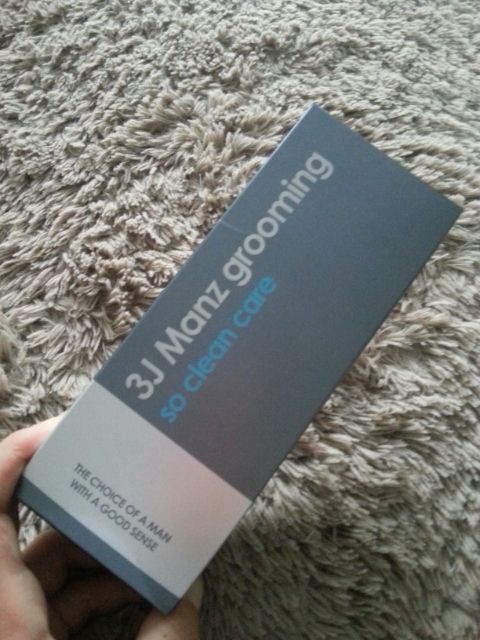 3J Manz grooming
so clean care
THE CHOICE OF A MAN
WITH A GOOD SENSE